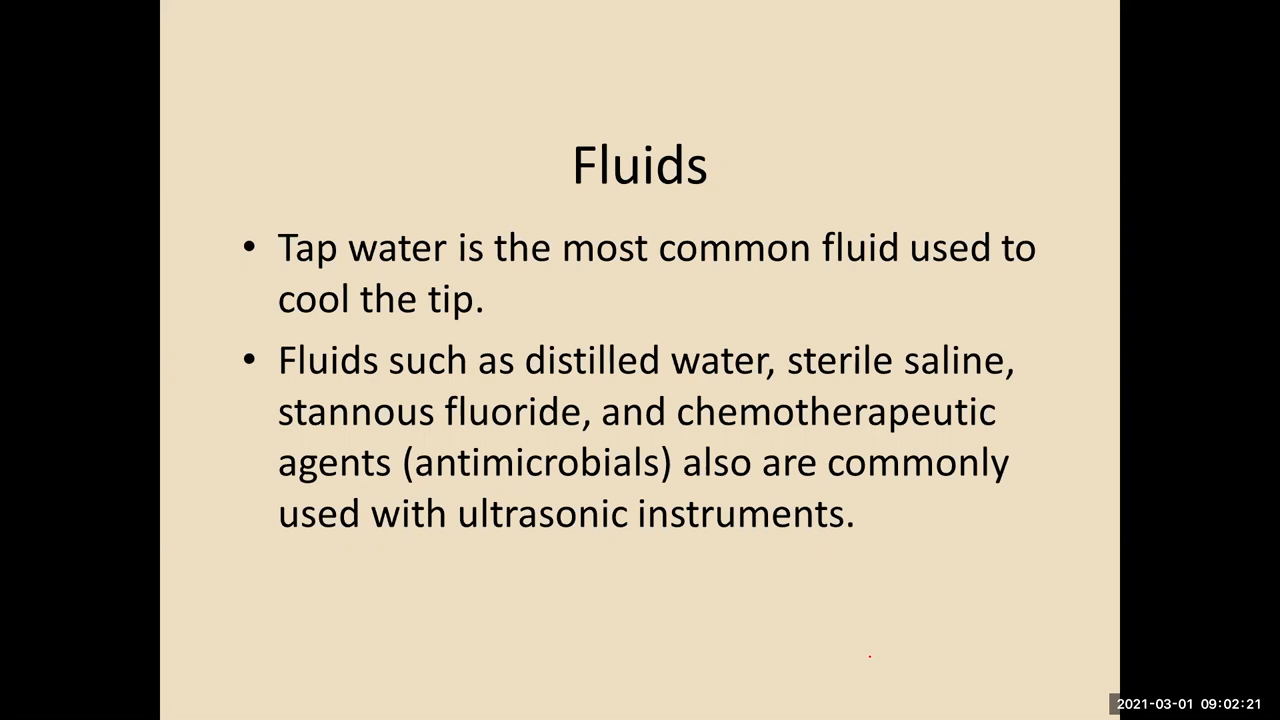 Fluids
• Tap water is the most common fluid used to
cool the tip.
• Fluids such as distilled water, sterile saline,
stannous fluoride, and chemotherapeutic
agents (antimicrobials) also are commonly
used with ultrasonic instruments.
2021-03-01 09:02:21